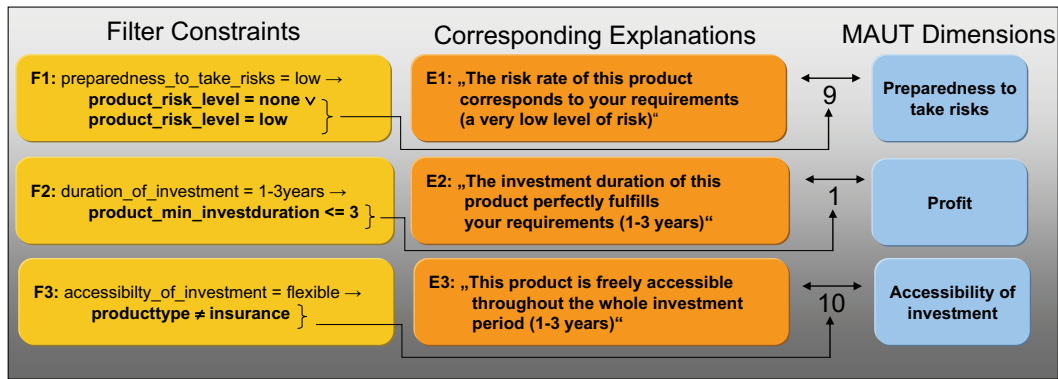 Filter Constraints
Corresponding Explanations
MAUT Dimensions
F1: preparedness_to_take_risks = low →
product_risk_level = none ∨
product_risk_level = low
E1: „The risk rate of this product
corresponds to your requirements
(a very low level of risk)“
9
Preparedness to
take risks
F2: duration_of_investment = 1-3years →
product_min_investduration <= 3
E2: „The investment duration of this
product perfectly fulfills
your requirements (1-3 years)“
1
Profit
F3: accessibilty_of_investment = flexible →
producttype ≠ insurance
E3: „This product is freely accessible
throughout the whole investment
period (1-3 years)“
10
Accessibility of
investment